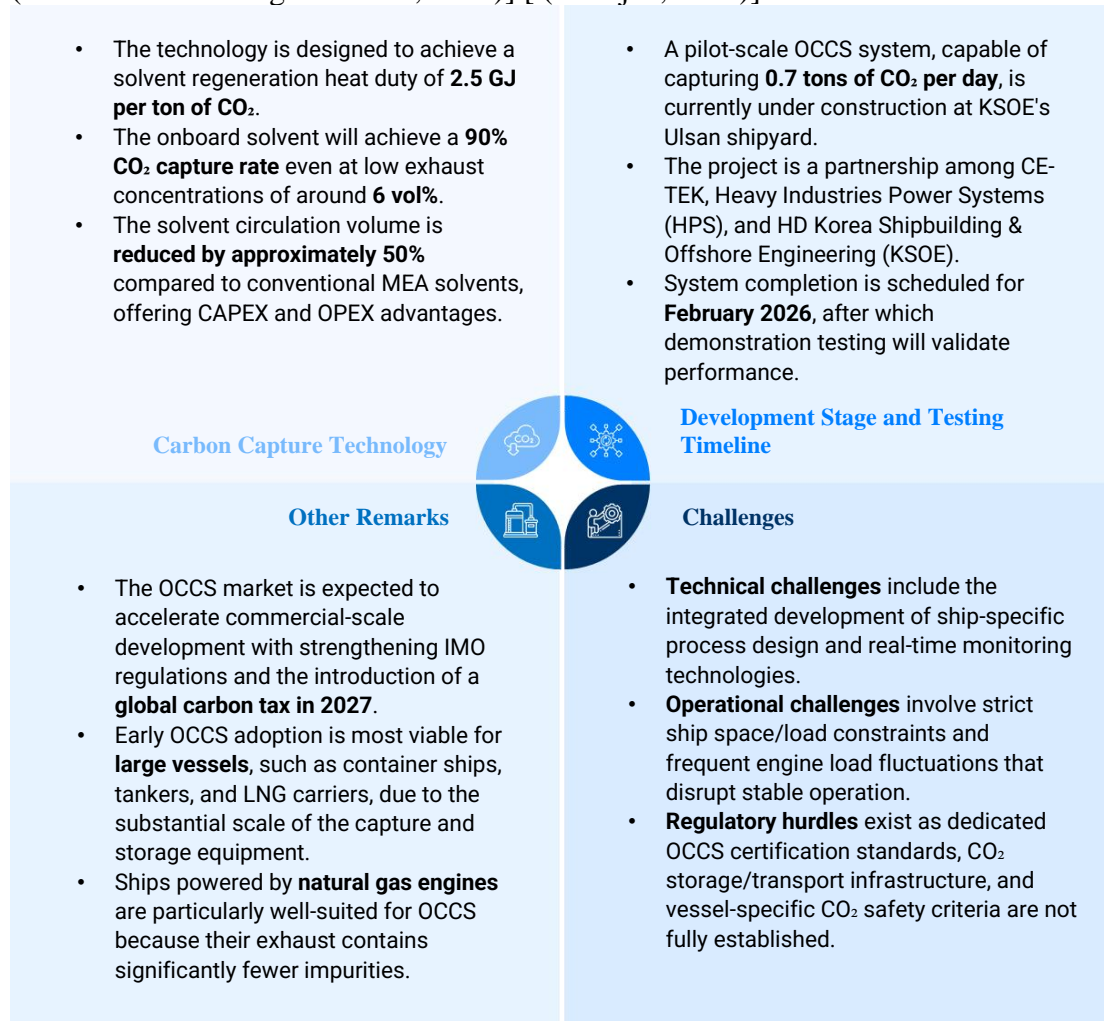 • The technology is designed to achieve a
solvent regeneration heat duty of 2.5 GJ
per ton of CO₂.
• The onboard solvent will achieve a 90%
CO₂ capture rate even at low exhaust
concentrations of around 6 vol%.
• The solvent circulation volume is
reduced by approximately 50%
compared to conventional MEA solvents,
offering CAPEX and OPEX advantages.
• A pilot-scale OCCS system, capable of
capturing 0.7 tons of CO₂ per day, is
currently under construction at KSOE's
Ulsan shipyard.
• The project is a partnership among CE-
TEK, Heavy Industries Power Systems
(HPS), and HD Korea Shipbuilding &
Offshore Engineering (KSOE).
• System completion is scheduled for
February 2026, after which
demonstration testing will validate
performance.
Carbon Capture Technology
CO₂
Development Stage and Testing
Timeline
Other Remarks
Challenges
• The OCCS market is expected to
accelerate commercial-scale
development with strengthening IMO
regulations and the introduction of a
global carbon tax in 2027.
• Early OCCS adoption is most viable for
large vessels, such as container ships,
tankers, and LNG carriers, due to the
substantial scale of the capture and
storage equipment.
• Ships powered by natural gas engines
are particularly well-suited for OCCS
because their exhaust contains
significantly fewer impurities.
• Technical challenges include the
integrated development of ship-specific
process design and real-time monitoring
technologies.
• Operational challenges involve strict
ship space/load constraints and
frequent engine load fluctuations that
disrupt stable operation.
• Regulatory hurdles exist as dedicated
OCCS certification standards, CO₂
storage/transport infrastructure, and
vessel-specific CO₂ safety criteria are not
fully established.